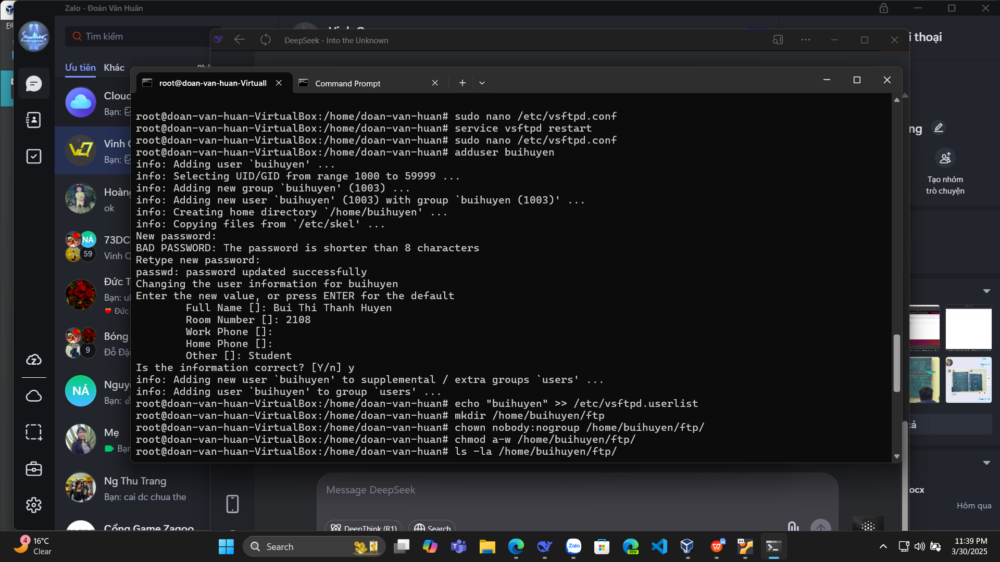 Zalo - Đoàn Văn Huân
Tìm kiếm
DeepSeek - Into the Unknown
i thoại
Ưu tiên
Khác
root@doan-van-huan-Virtuall
Command Prompt
Cloud
Bạn:
Vinh
Bạn:
ok
NÁ
59
73DC
Vinh Q
Đức T
Đức
9
Bóng
Đỗ Đặ
NÁ
Nguy
Bạn:
Mẹ
Bạn
Ng Thu Trang
Bạn: cai dc chua the
Cổng Game Zagoo
root@doan-van-huan-VirtualBox:/home/doan-van-huan# sudo nano /etc/vsftpd.conf
root@doan-van-huan-VirtualBox:/home/doan-van-huan# service vsftpd restart
root@doan-van-huan-VirtualBox:/home/doan-van-huan# sudo nano /etc/vsftpd.conf
root@doan-van-huan-VirtualBox:/home/doan-van-huan# adduser buihuyen
info: Adding user `buihuyen' ...
info: Selecting UID/GID from range 1000 to 59999 ...
info: Adding new group `buihuyen' (1003) ...
info: Adding new user `buihuyen' (1003) with group `buihuyen (1003)' ...
info: Creating home directory `/home/buihuyen' ...
info: Copying files from `/etc/skel' ...
New password:
BAD PASSWORD: The password is shorter than 8 characters
Retype new password:
passwd: password updated successfully
Changing the user information for buihuyen
Enter the new value, or press ENTER for the default
Full Name []: Bui Thi Thanh Huyen
Room Number []: 2108
Work Phone []:
Home Phone []:
Other []: Student
Is the information correct? [Y/n] y
info: Adding new user `buihuyen' to supplemental / extra groups `users' ...
info: Adding user `buihuyen' to group `users' ...
root@doan-van-huan-VirtualBox:/home/doan-van-huan# echo "buihuyen" >> /etc/vsftpd.userlist
root@doan-van-huan-VirtualBox:/home/doan-van-huan# mkdir /home/buihuyen/ftp
root@doan-van-huan-VirtualBox:/home/doan-van-huan# chown nobody:nogroup /home/buihuyen/ftp/
root@doan-van-huan-VirtualBox:/home/doan-van-huan# chmod a-w /home/buihuyen/ftp/
root@doan-van-huan-VirtualBox:/home/doan-van-huan# ls -la /home/buihuyen/ftp/
ng
Tạo nhóm
trò chuyện
ocx
Hôm qua
Message DeepSeek
DeepThink (R1)
Search
4
16°C
Clear
Search
Zalo
DEV
64
11:39 PM
3/30/2025